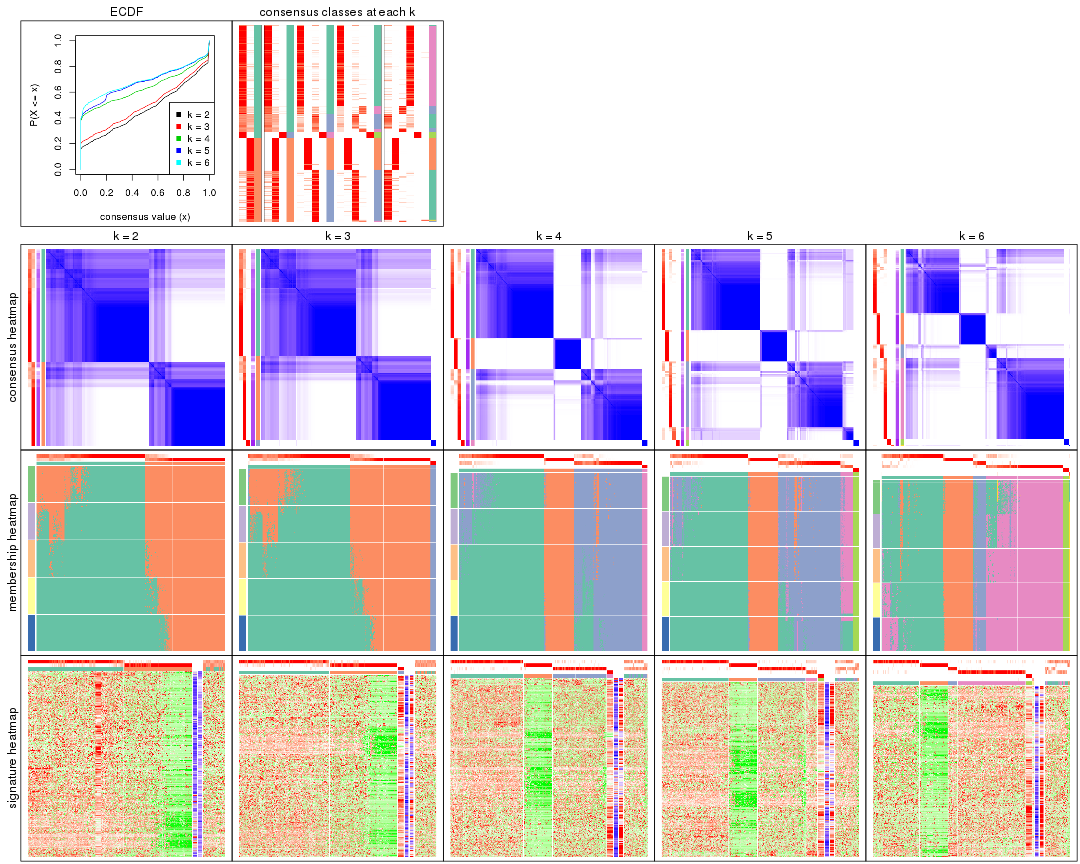 ECDF
consensus classes at each k
P(X <= x)
0.0
0.2
0.4
0.6
0.8
1.0
k = 2
k = 3
k = 4
k = 5
k = 6
0.0 0.2 0.4 0.6 0.8 1.0
consensus value (x)
k = 2
k = 3
k = 4
k = 5
k = 6
consensus heatmap
membership heatmap
signature heatmap